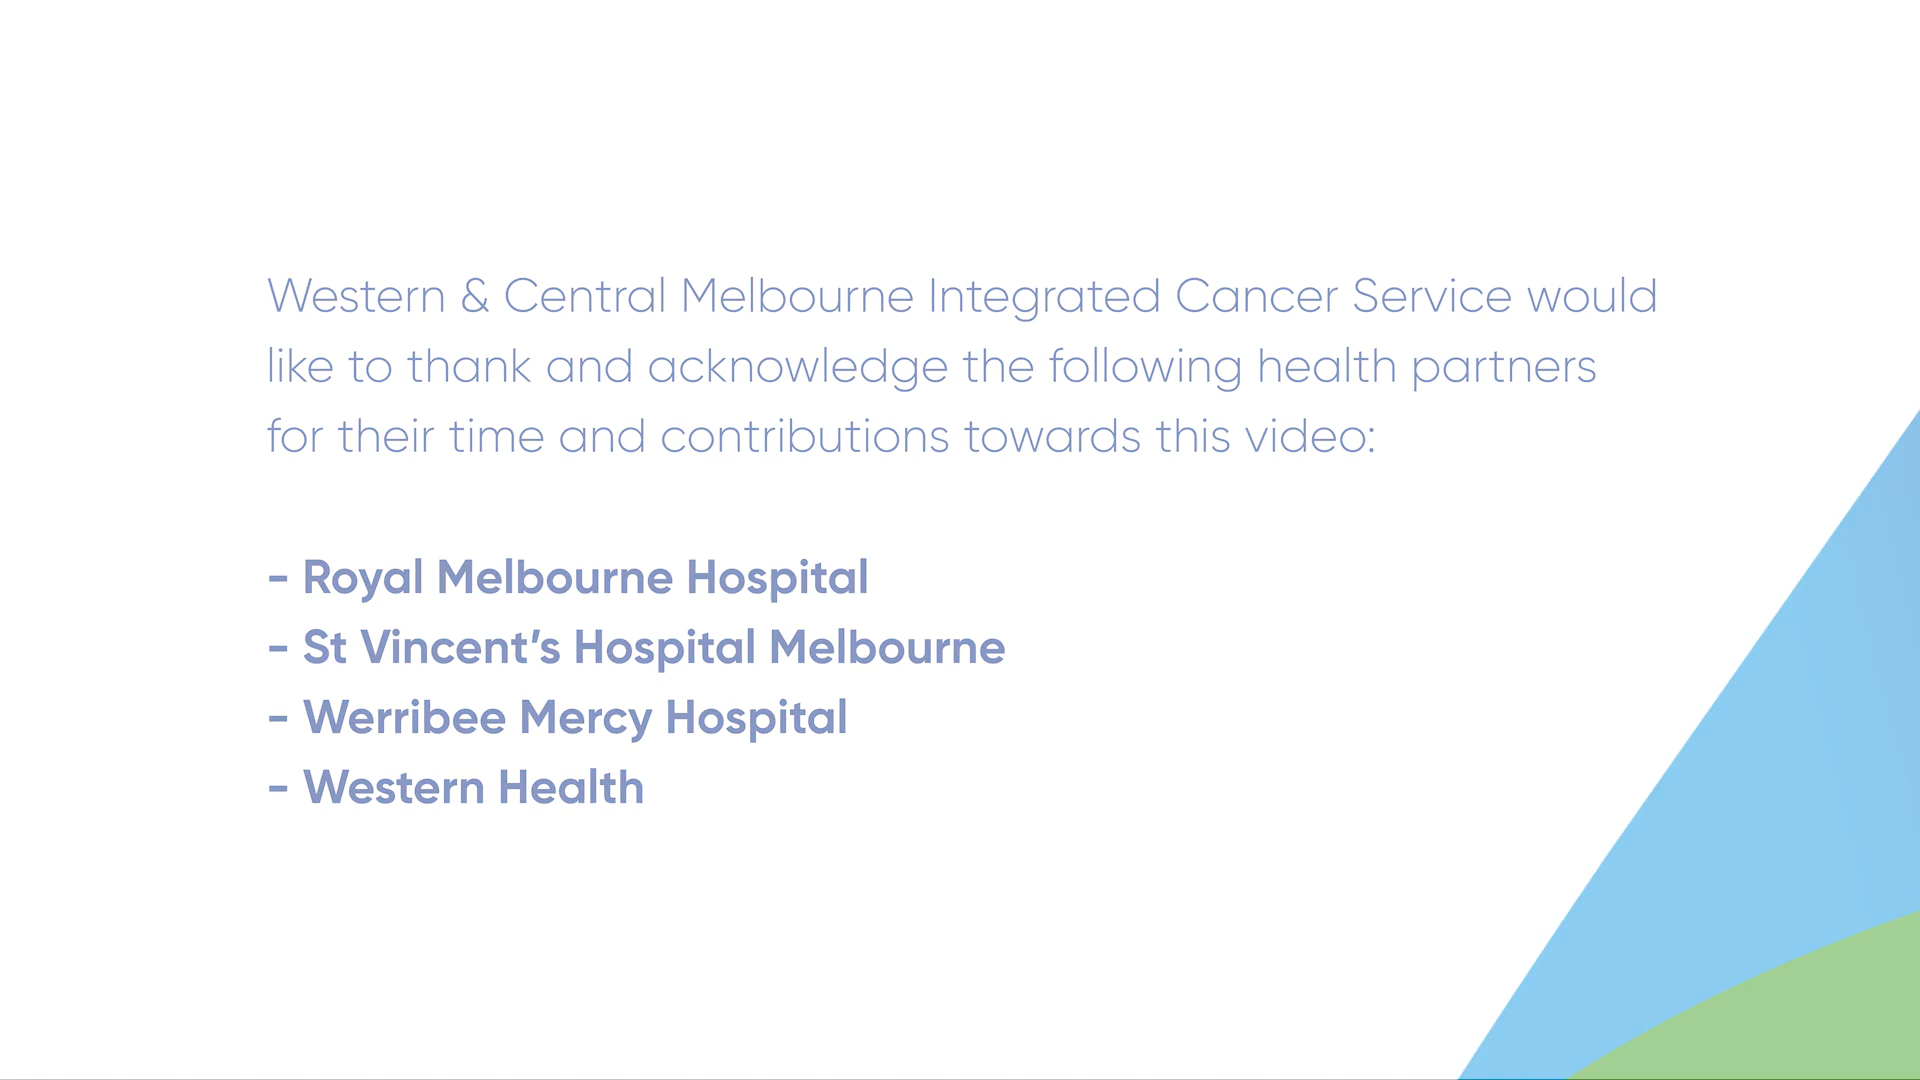 Western & Central Melbourne Integrated Cancer Service would
like to thank and acknowledge the following health partners
for their time and contributions towards this video:
- Royal Melbourne Hospital
- St Vincent’s Hospital Melbourne
- Werribee Mercy Hospital
- Western Health